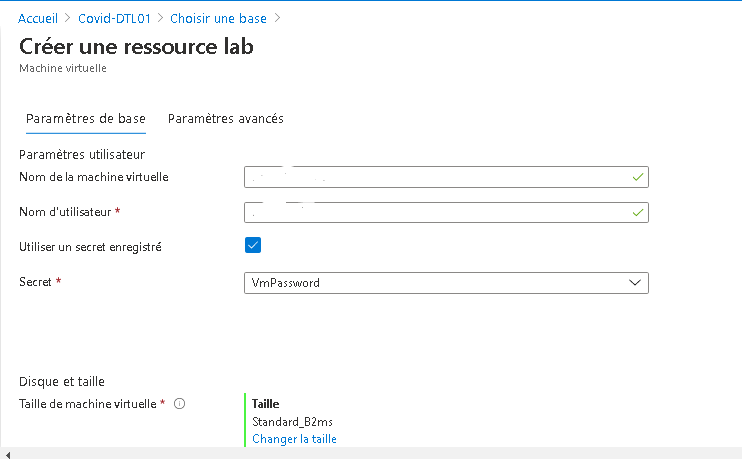 Accueil > Covid-DTL01 > Choisir une base >
Créer une ressource lab
Machine virtuelle
Paramètres de base Paramètres avancés
Paramètres utilisateur
Nom de la machine virtuelle
Nom d'utilisateur *
Utiliser un secret enregistré
Secret * VmPassword
Disque et taille
Taille de machine virtuelle * Taille
Standard_B2ms
Changer la taille